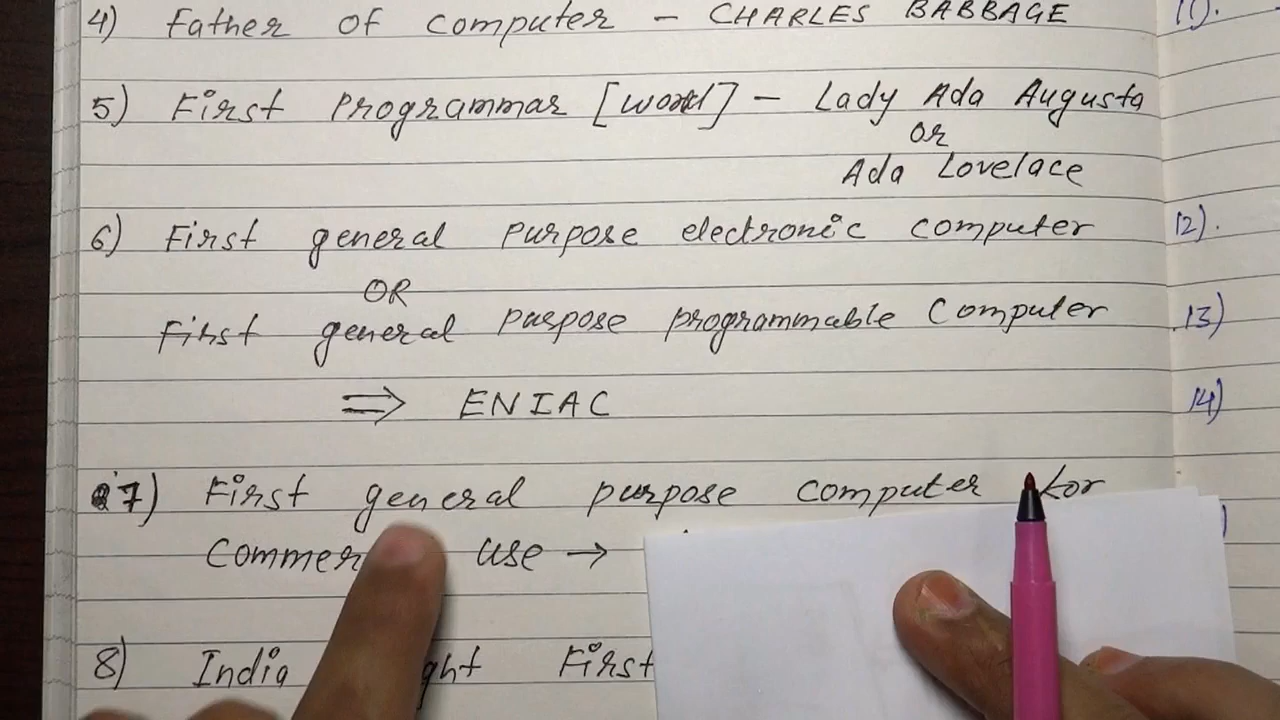 4) Father of computer - CHARLES BABBAGE
11).
5) First Programmar [word] - Lady Ada Augusta
OR
Ada Lovelace
6) First general purpose electronic computer
12).
OR
First general puspose programmable Computer
13)
⇒ ENIAC
14)
7) First general purpose computer for
Commer use →
8) India ght First